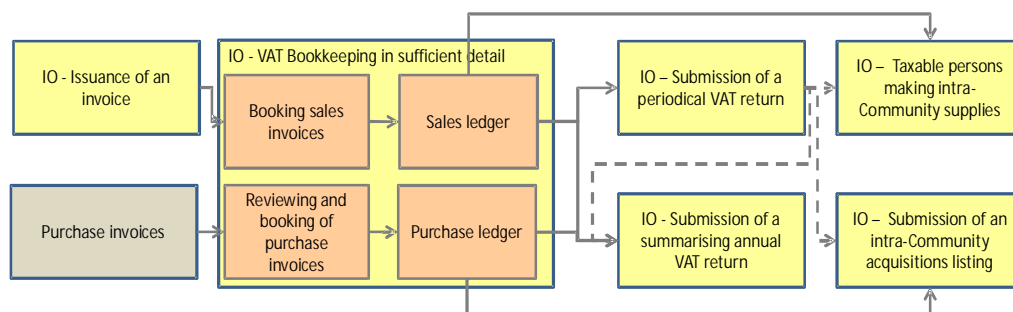 IO - VAT Bookkeeping in sufficient detail
IO - Issuance of an
invoice
Booking sales
invoices
Sales ledger
IO – Submission of a
periodical VAT return
IO – Taxable persons
making intra-
Community supplies
Purchase invoices
Reviewing and
booking of
purchase
invoices
Purchase ledger
IO - Submission of a
summarising annual
VAT return
IO – Submission of an
intra-Community
acquisitions listing